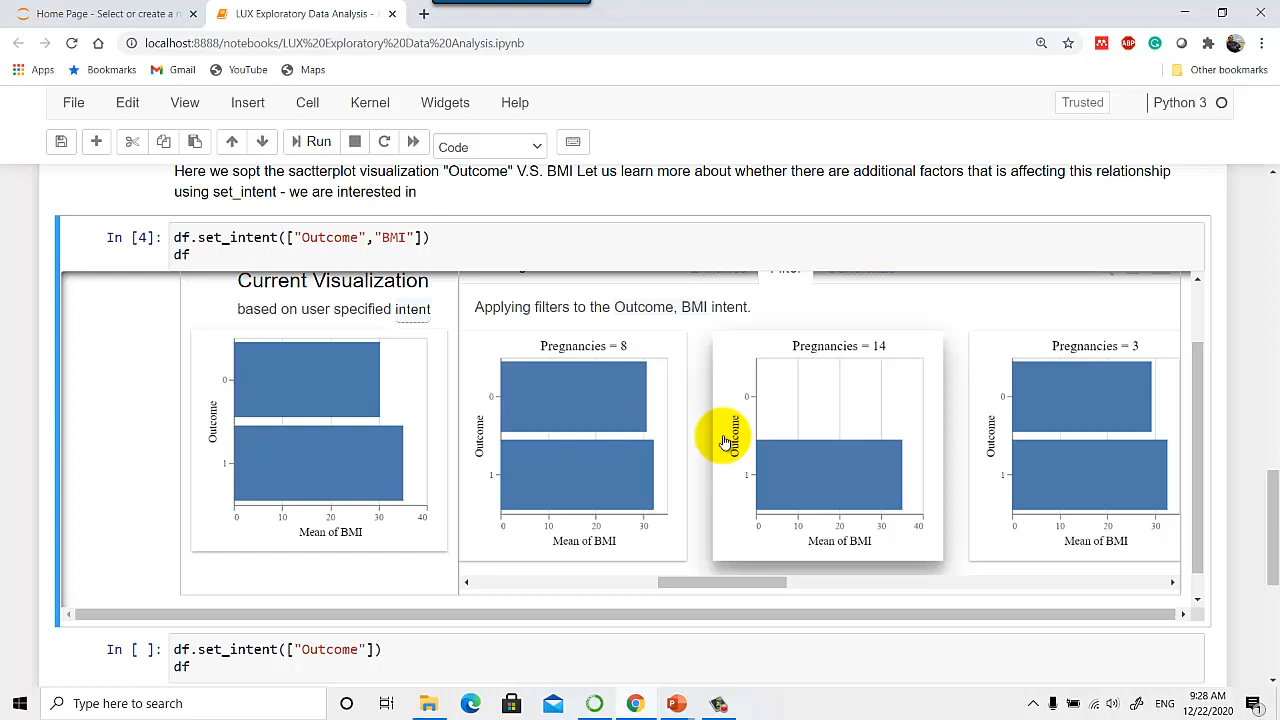 Home Page - Select or create a n
LUX Exploratory Data Analysis -
localhost:8888/notebooks/LUX%20Exploratory%20Data%20Analysis.ipynb
Apps
Bookmarks
Gmail
YouTube
Maps
Other bookmarks
File
Edit
View
Insert
Cell
Kernel
Widgets
Help
Trusted
Python 3
Run
Code
Here we sopt the sactterplot visualization "Outcome" V.S. BMI Let us learn more about whether there are additional factors that is affecting this relationship
using set_intent - we are interested in
In [4]:
df.set_intent(["Outcome","BMI"])
df
Current Visualization
based on user specified intent
Outcome
0
1
0 10 20 30 40
Mean of BMI
Applying filters to the Outcome, BMI intent.
Pregnancies = 8
Outcome
0
1
0 10 20 30
Mean of BMI
Pregnancies = 14
Outcome
0
1
0 10 20 30 40
Mean of BMI
Pregnancies = 3
Outcome
0
1
0 10 20 30
Mean of BMI
In [ ]:
df.set_intent(["Outcome"])
df
Type here to search
ENG
9:28 AM
12/22/2020